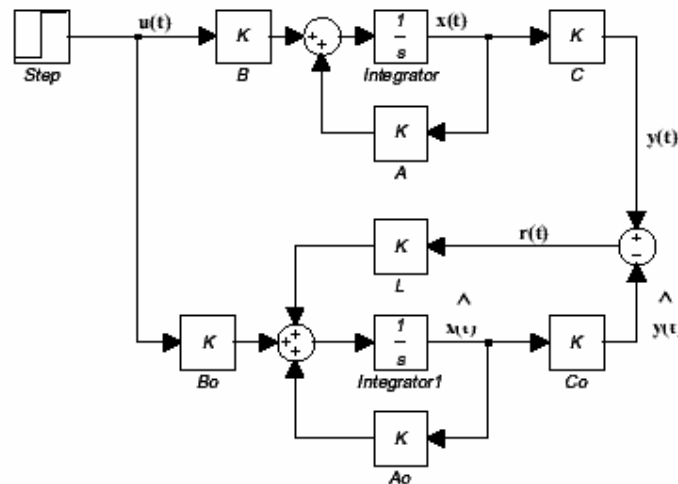 u(t)
Step
K
B
+
+
1
s
Integrator
x(t)
K
C
K
A
y(t)
K
L
r(t)
+
−
K
Bo
+
+
+
1
s
Integrator1
^
x(t)
K
Co
^
y(t)
K
Ao